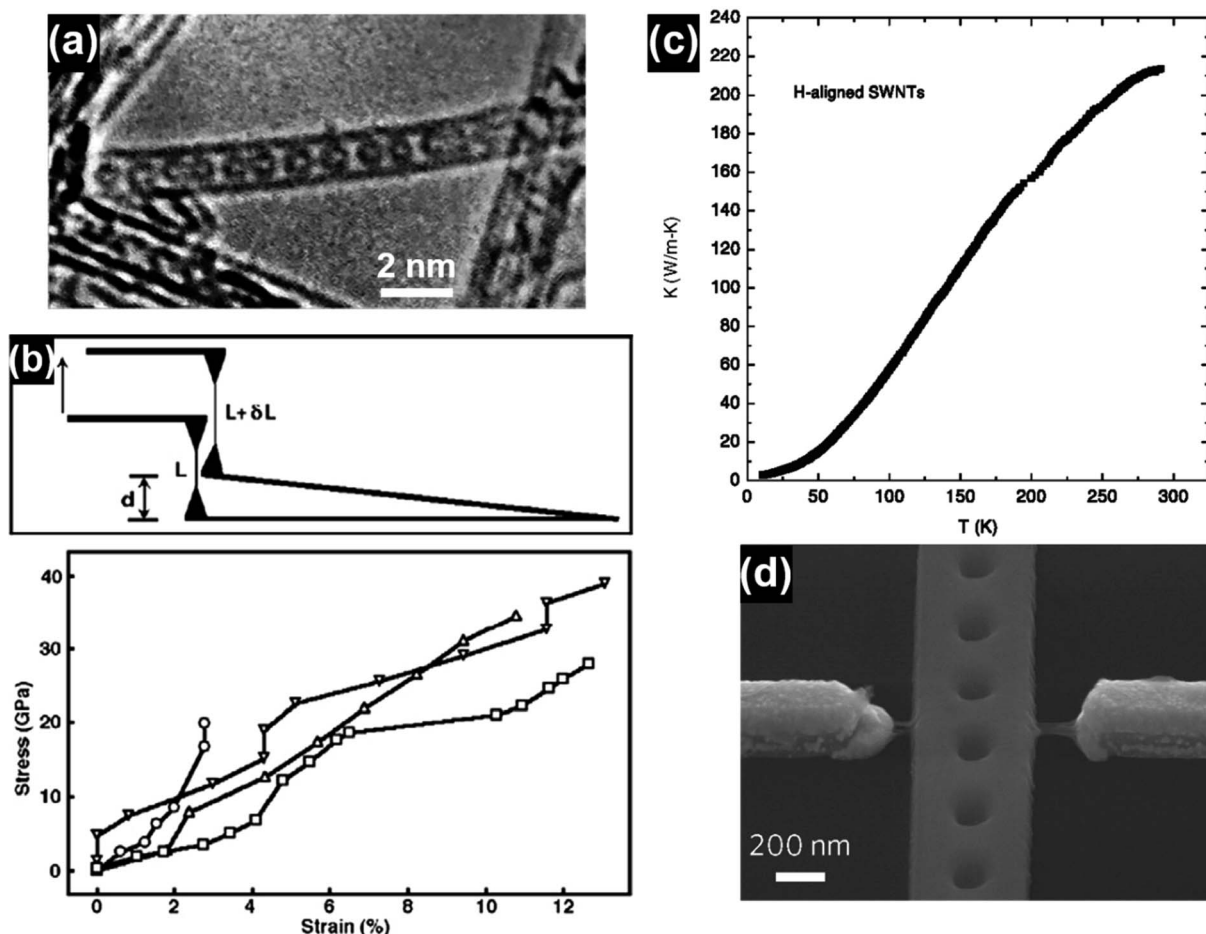 (a)
2 nm
(b)
L+ δL
L
d
40
30
20
10
0
Stress (GPa)
0 2 4 6 8 10 12
Strain (%)
(c)
240
220
200
180
160
140
120
100
80
60
40
20
0
K (W/m-K)
H-aligned SWNTs
0 50 100 150 200 250 300
T (K)
(d)
200 nm